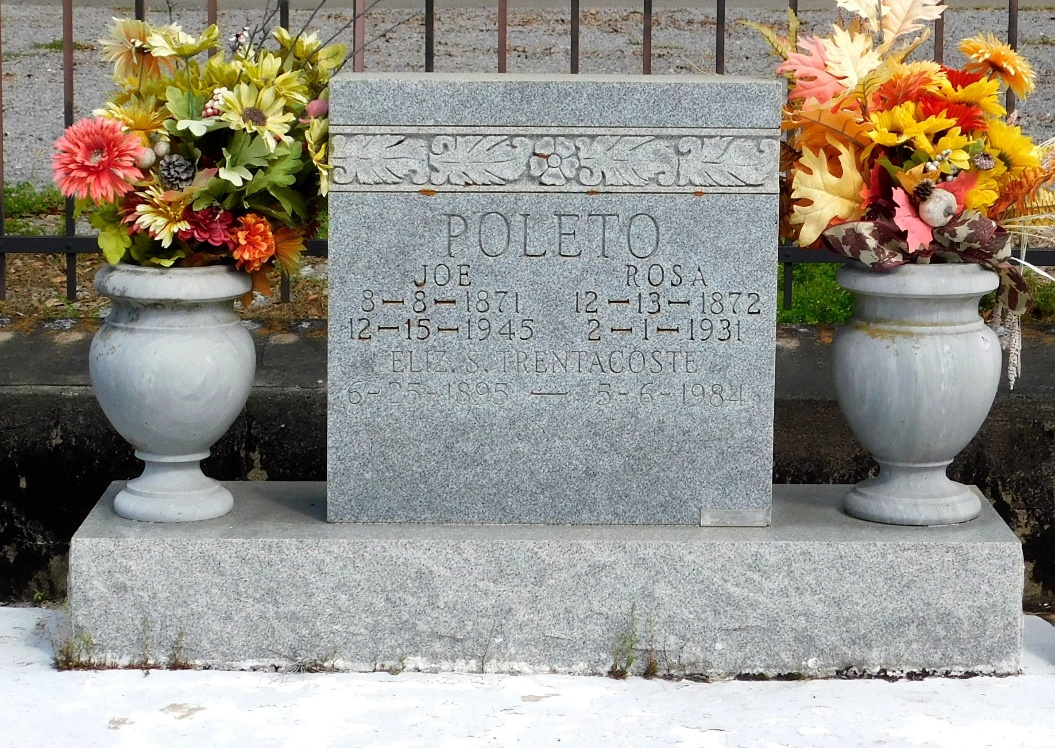 POLETO
JOE ROSA
8-8-1871 12-13-1872
12-15-1945 2-1-1931
ELIZ. S. TRENTACOSTE
6-25-1895 — 5-6-1984